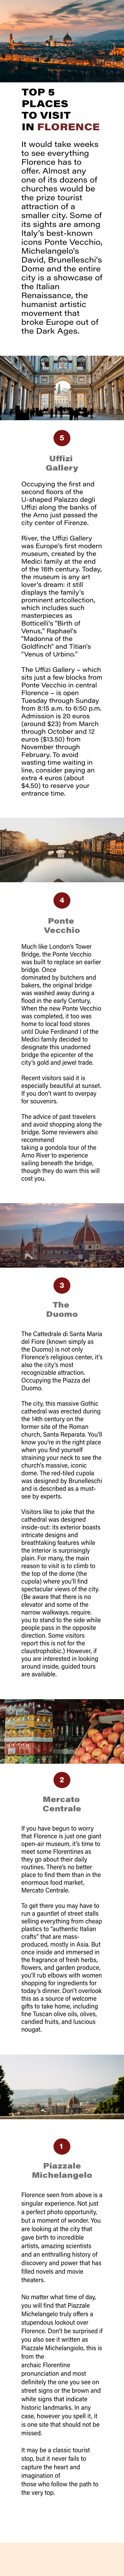 TOP 5
PLACES
TO VISIT
IN FLORENCE
It would take weeks
to see everything
Florence has to
offer. Almost any
one of its dozens of
churches would be
the prize tourist
attraction of a
smaller city. Some of
its sights are among
Italy's best-known
icons Ponte Vecchio,
Michelangelo's
David, Brunelleschi's
Dome and the entire
city is a showcase of
the Italian
Renaissance, the
humanist artistic
movement that
broke Europe out of
the Dark Ages.
5
Uffizi
Gallery
Occupying the first and
second floors of the
U-shaped Palazzo degli
Uffizi along the banks of
the Arno just passed the
city center of Firenze.
River, the Uffizi Gallery
was Europe's first modern
museum, created by the
Medici family at the end
of the 16th century. Today,
the museum is any art
lover's dream: it still
displays the family's
prominent artcollection,
which includes such
masterpieces as
Botticelli's "Birth of
Venus," Raphael's
"Madonna of the
Goldfinch" and Titian's
"Venus of Urbino."
The Uffizi Gallery – which
sits just a few blocks from
Ponte Vecchio in central
Florence – is open
Tuesday through Sunday
from 8:15 a.m. to 6:50 p.m.
Admission is 20 euros
(around $23) from March
through October and 12
euros ($13.50) from
November through
February. To avoid
wasting time waiting in
line, consider paying an
extra 4 euros (about
$4.50) to reserve your
entrance time.
4
Ponte
Vecchio
Much like London's Tower
Bridge, the Ponte Vecchio
was built to replace an earlier
bridge. Once
dominated by butchers and
bakers, the original bridge
was washed away during a
flood in the early Century.
When the new Ponte Vecchio
was completed, it too was
home to local food stores
until Duke Ferdinand I of the
Medici family decided to
designate this unadorned
bridge the epicenter of the
city's gold and jewel trade.
Recent visitors said it is
especially beautiful at sunset.
If you don't want to overpay
for souvenirs.
The advice of past travelers
and avoid shopping along the
bridge. Some reviewers also
recommend
taking a gondola tour of the
Arno River to experience
sailing beneath the bridge,
though they do warn this will
cost you.
3
The
Duomo
The Cattedrale di Santa Maria
del Fiore (known simply as
the Duomo) is not only
Florence's religious center, it's
also the city's most
recognizable attraction.
Occupying the Piazza del
Duomo.
The city, this massive Gothic
cathedral was erected during
the 14th century on the
former site of the Roman
church, Santa Reparata. You'll
know you're in the right place
when you find yourself
straining your neck to see the
church's massive, iconic
dome. The red-tiled cupola
was designed by Brunelleschi
and is described as a must-
see by experts.
Visitors like to joke that the
cathedral was designed
inside-out: its exterior boasts
intricate designs and
breathtaking features while
the interior is surprisingly
plain. For many, the main
reason to visit is to climb to
the top of the dome (the
cupola) where you'll find
spectacular views of the city.
(Be aware that there is no
elevator and some of the
narrow walkways. require.
you to stand to the side while
people pass in the opposite
direction. Some visitors
report this is not for the
claustrophobic.) However, if
you are interested in looking
around inside, guided tours
are available.
2
Mercato
Centrale
If you have begun to worry
that Florence is just one giant
open-air museum, it's time to
meet some Florentines as
they go about their daily
routines. There's no better
place to find them than in the
enormous food market,
Mercato Centrale.
To get there you may have to
run a gauntlet of street stalls
selling everything from cheap
plastics to "authentic Italian
crafts" that are mass-
produced, mostly in Asia. But
once inside and immersed in
the fragrance of fresh herbs,
flowers, and garden produce,
you'll rub elbows with women
shopping for ingredients for
today's dinner. Don't overlook
this as a source of welcome
gifts to take home, including
fine Tuscan olive oils, olives,
candied fruits, and luscious
nougat.
1
Piazzale
Michelangelo
Florence seen from above is a
singular experience. Not just
a perfect photo opportunity,
but a moment of wonder. You
are looking at the city that
gave birth to incredible
artists, amazing scientists
and an enthralling history of
discovery and power that has
filled novels and movie
theaters.
No matter what time of day,
you will find that Piazzale
Michelangelo truly offers a
stupendous lookout over
Florence. Don't be surprised if
you also see it written as
Piazzale Michelangiolo, this is
from the
archaic Florentine
pronunciation and most
definitely the one you see on
street signs or the brown and
white signs that indicate
historic landmarks. In any
case, however you spell it, it
is one site that should not be
missed.
It may be a classic tourist
stop, but it never fails to
capture the heart and
imagination of
those who follow the path to
the very top.